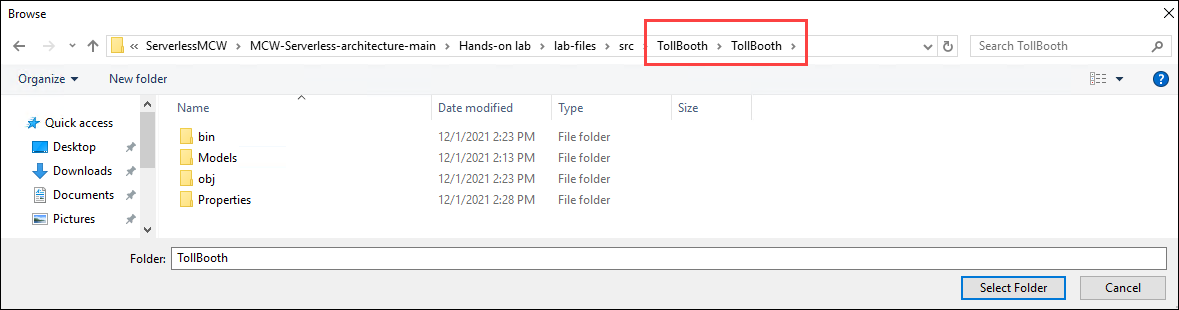 Browse
« ServerlessMCW > MCW-Serverless-architecture-main > Hands-on lab > lab-files > src > TollBooth > TollBooth > Search TollBooth
Organize New folder ?
Name Date modified Type Size
Quick access
Desktop
Downloads
Documents
Pictures
bin 12/1/2021 2:23 PM File folder
Models 12/1/2021 2:13 PM File folder
obj 12/1/2021 2:23 PM File folder
Properties 12/1/2021 2:28 PM File folder
Folder: TollBooth
Select Folder Cancel